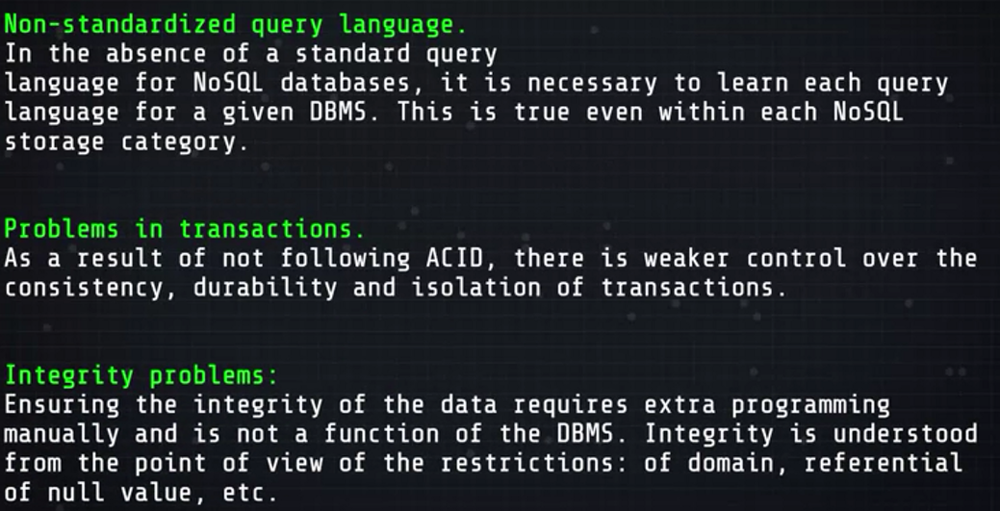 Non-standardized query language.
In the absence of a standard query
language for NoSQL databases, it is necessary to learn each query
language for a given DBMS. This is true even within each NoSQL
storage category.
Problems in transactions.
As a result of not following ACID, there is weaker control over the
consistency, durability and isolation of transactions.
Integrity problems:
Ensuring the integrity of the data requires extra programming
manually and is not a function of the DBMS. Integrity is understood
from the point of view of the restrictions: of domain, referential
of null value, etc.